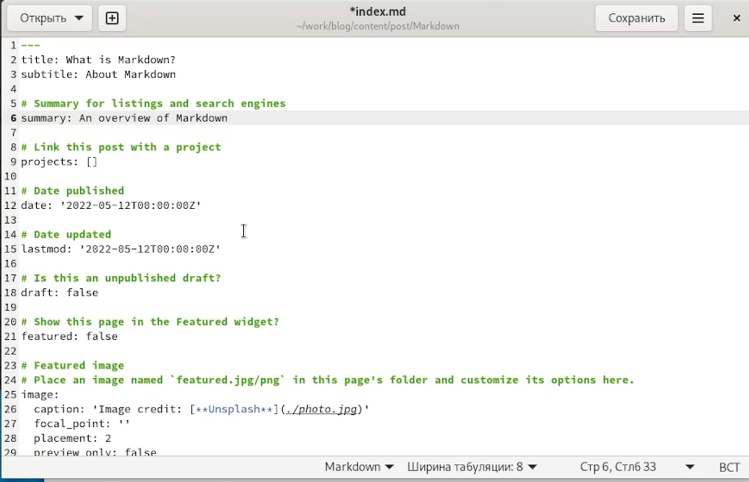 Открыть
*index.md
~/work/blog/content/post/Markdown
Сохранить
1 ---
2 title: What is Markdown?
3 subtitle: About Markdown
4
5 # Summary for listings and search engines
6 summary: An overview of Markdown
7
8 # Link this post with a project
9 projects: []
10
11 # Date published
12 date: '2022-05-12T00:00:00Z'
13
14 # Date updated
15 lastmod: '2022-05-12T00:00:00Z'
16
17 # Is this an unpublished draft?
18 draft: false
19
20 # Show this page in the Featured widget?
21 featured: false
22
23 # Featured image
24 # Place an image named `featured.jpg/png` in this page's folder and customize its options here.
25 image:
26   caption: 'Image credit: [**Unsplash**](./photo.jpg)'
27   focal_point: ''
28   placement: 2
29   preview_only: false
Markdown Ширина табуляции: 8 Стр 6, Стлб 33 ВСТ